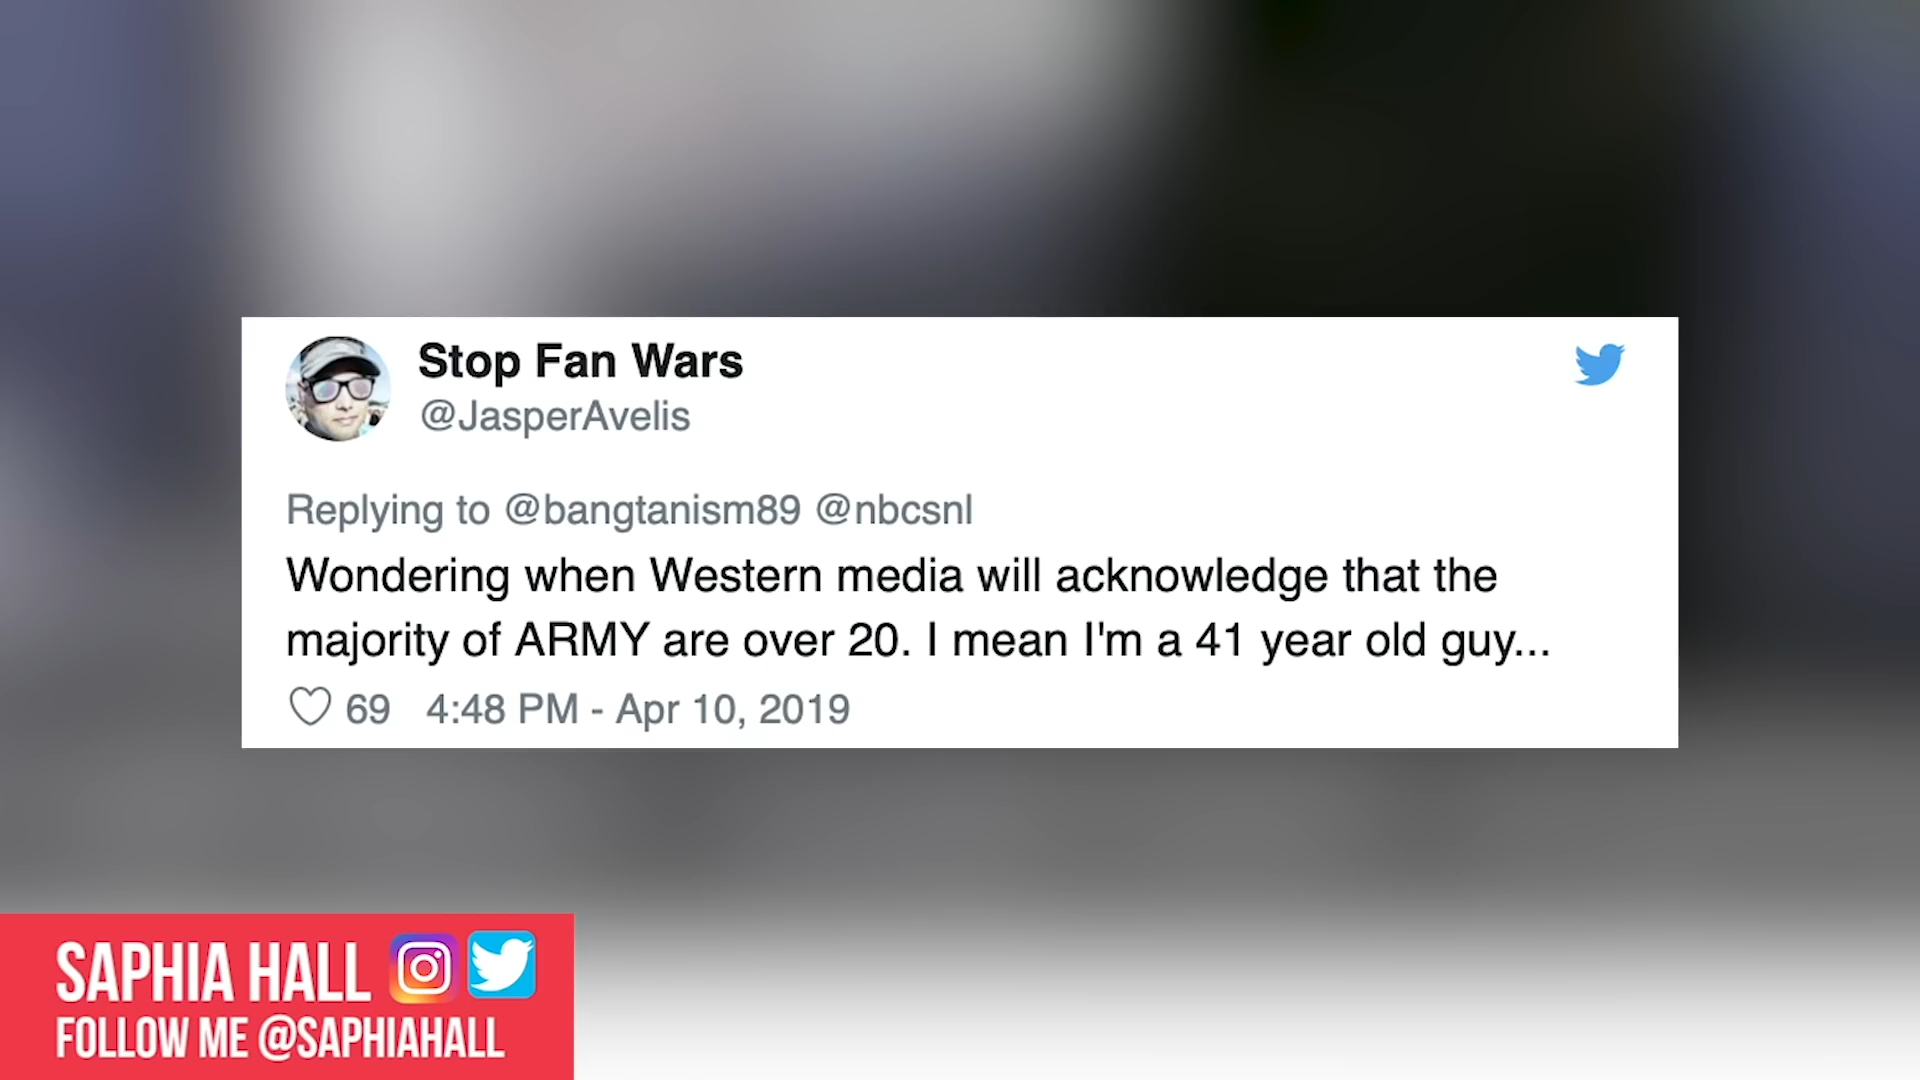 Stop Fan Wars
@JasperAvelis
Replying to @bangtanism89 @nbcsnl
Wondering when Western media will acknowledge that the
majority of ARMY are over 20. I mean I'm a 41 year old guy...
69 4:48 PM - Apr 10, 2019
SAPHIA HALL
FOLLOW ME @SAPHIAHALL